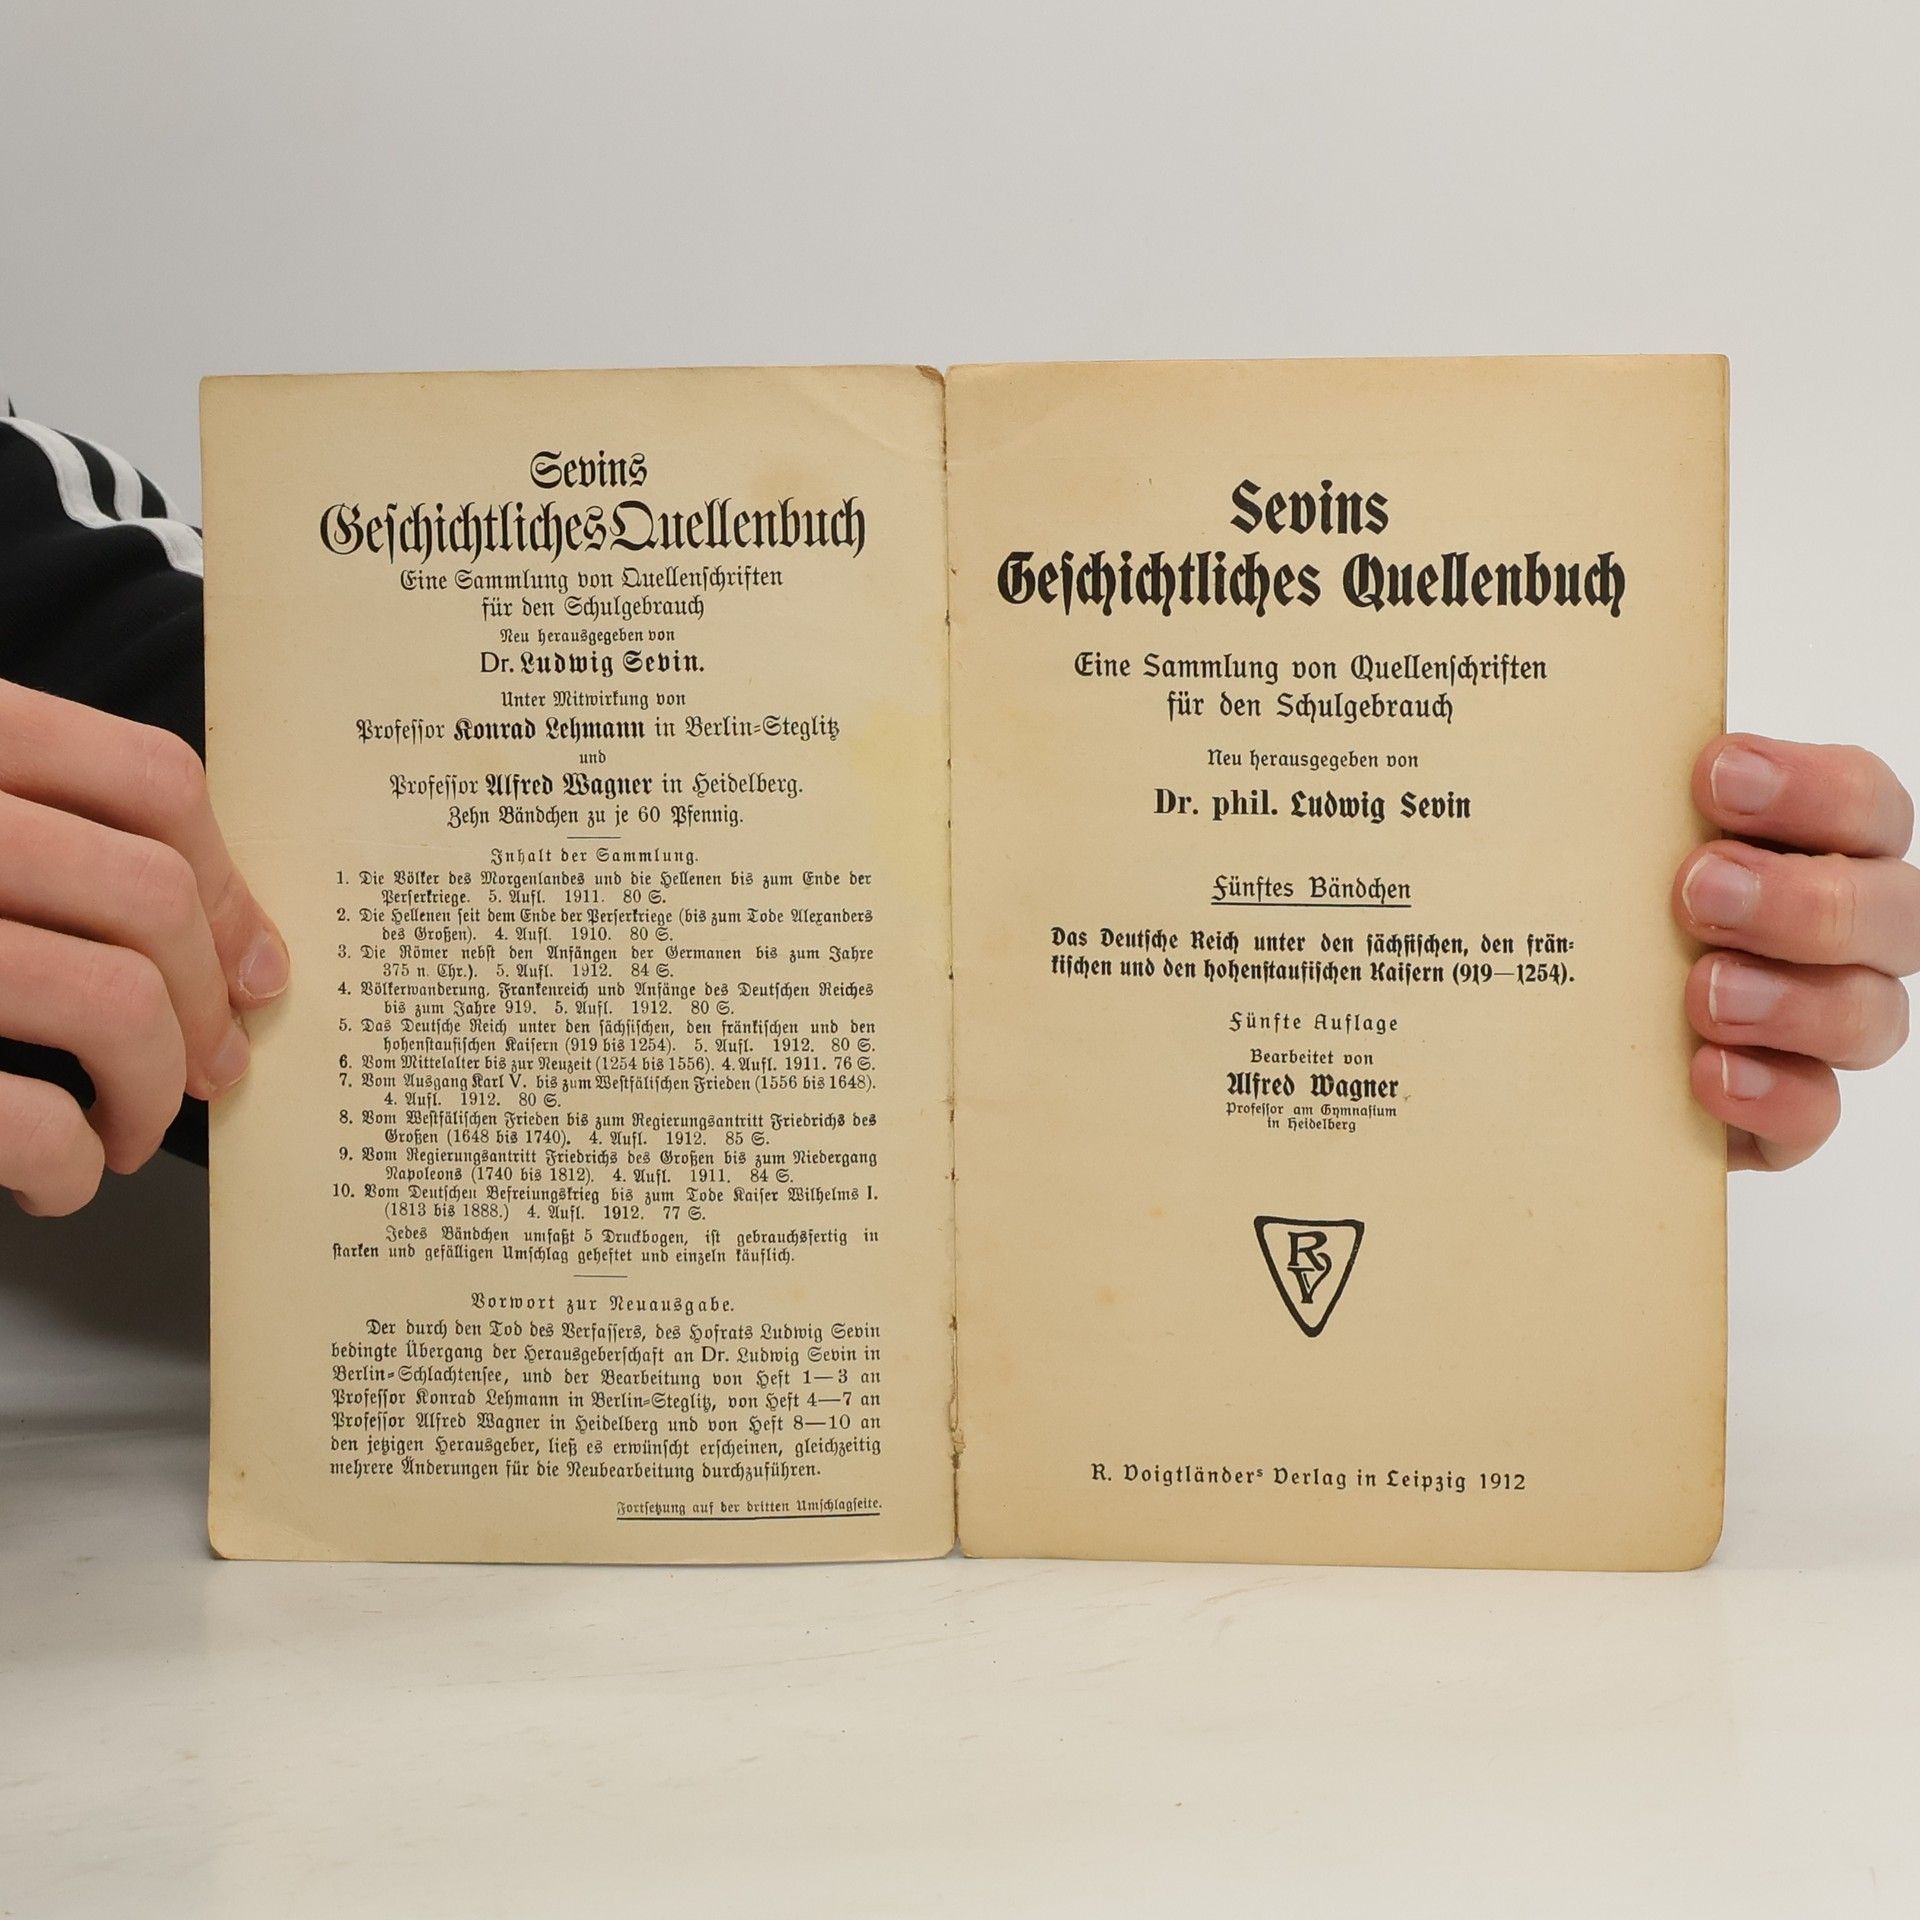 Sevins
Geschichtliches Quellenbuch
Eine Sammlung von Quellenschriften
für den Schulgebrauch
Neu herausgegeben von
Dr. Ludwig Sevin.
Unter Mitwirkung von
Professor Konrad Lehmann in Berlin-Steglitz
und
Professor Alfred Wagner in Heidelberg.
Zehn Bändchen zu je 60 Pfennig.
Inhalt der Sammlung.
1. Die Völker des Morgenlandes und die Hellenen bis zum Ende der
Perserkriege. 5. Aufl. 1911. 80 S.
2. Die Hellenen seit dem Ende der Perserkriege (bis zum Tode Alexanders
des Großen). 4. Aufl. 1910. 80 S.
3. Die Römer nebst den Anfängen der Germanen bis zum Jahre
375 n. Chr.). 5. Aufl. 1912. 84 S.
4. Völkerwanderung, Frankenreich und Anfänge des Deutschen Reiches
bis zum Jahre 919. 5. Aufl. 1912. 80 S.
5. Das Deutsche Reich unter den sächsischen, den fränkischen und den
hohenstaufischen Kaisern (919 bis 1254). 5. Aufl. 1912. 80 S.
6. Vom Mittelalter bis zur Neuzeit (1254 bis 1556). 4. Aufl. 1911. 76 S.
7. Vom Ausgang Karl V. bis zum Westfälischen Frieden (1556 bis 1648).
4. Aufl. 1912. 80 S.
8. Vom Westfälischen Frieden bis zum Regierungsantritt Friedrichs des
Großen (1648 bis 1740). 4. Aufl. 1912. 85 S.
9. Vom Regierungsantritt Friedrichs des Großen bis zum Niedergang
Napoleons (1740 bis 1812). 4. Aufl. 1911. 84 S.
10. Vom Deutschen Befreiungskrieg bis zum Tode Kaiser Wilhelms I.
(1813 bis 1888.) 4. Aufl. 1912. 77 S.
Jedes Bändchen umfaßt 5 Druckbogen, ist gebrauchsfertig in
starken und gefälligen Umschlag geheftet und einzeln käuflich.
Vorwort zur Neuausgabe.
Der durch den Tod des Verfassers, des Hofrats Ludwig Sevin
bedingte Übergang der Herausgeberschaft an Dr. Ludwig Sevin in
Berlin-Schlachtensee, und der Bearbeitung von Heft 1—3 an
Professor Konrad Lehmann in Berlin-Steglitz, von Heft 4—7 an
Professor Alfred Wagner in Heidelberg und von Heft 8—10 an
den jetzigen Herausgeber, ließ es erwünscht erscheinen, gleichzeitig
mehrere Änderungen für die Neubearbeitung durchzuführen.
Fortsetzung auf der dritten Umschlagseite.
Sevins
Geschichtliches Quellenbuch
Eine Sammlung von Quellenschriften
für den Schulgebrauch
Neu herausgegeben von
Dr. phil. Ludwig Sevin
Fünftes Bändchen
Das Deutsche Reich unter den sächsischen, den frän-
kischen und den hohenstaufischen Kaisern (919—1254).
Fünfte Auflage
Bearbeitet von
Alfred Wagner
Professor am Gymnasium
in Heidelberg
RV
R. Voigtländers Verlag in Leipzig 1912